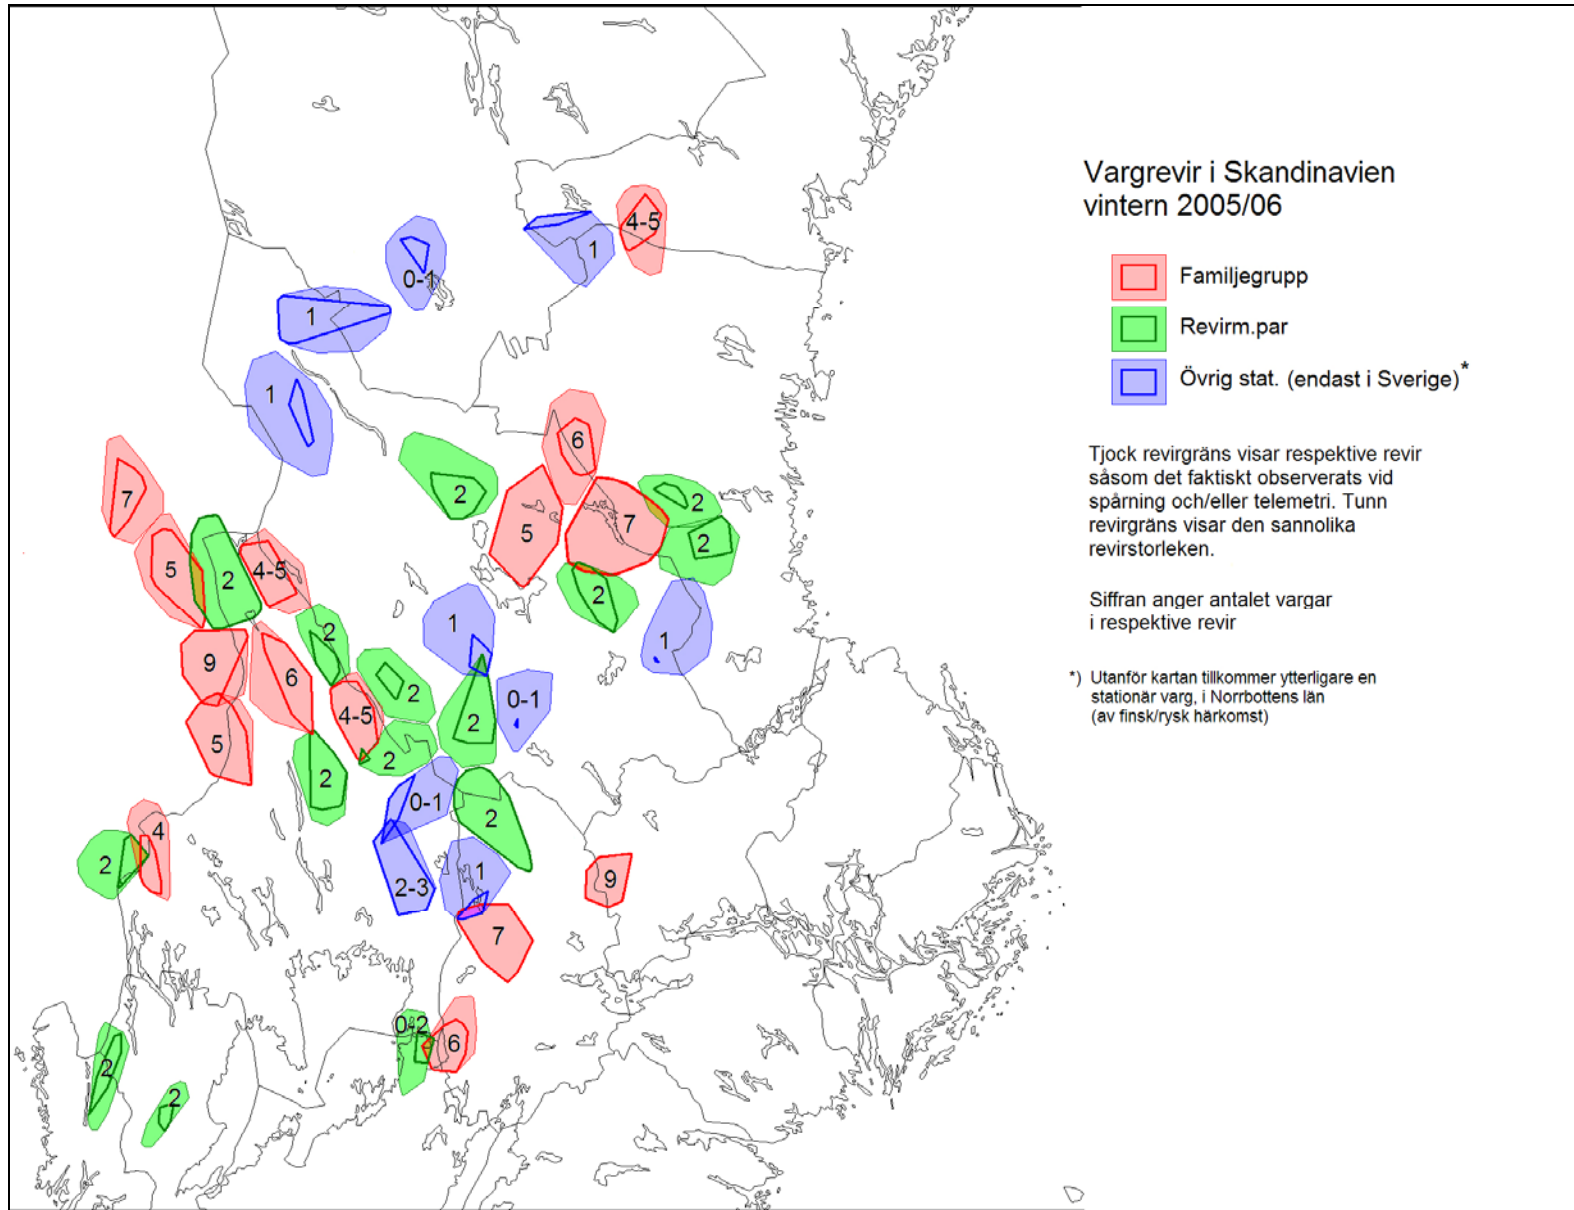 Vargrevir i Skandinavien
vintern 2005/06
Familjegrupp
Revirm.par
Övrig stat. (endast i Sverige)*
Tjock revirgräns visar respektive revir
såsom det faktiskt observerats vid
spårning och/eller telemetri. Tunn
revirgräns visar den sannolika
revirstorleken.
Siffran anger antalet vargar
i respektive revir
*) Utanför kartan tillkommer ytterligare en
stationär varg, i Norrbottens län
(av finsk/rysk härkomst)
4-5
1
0-1
1
1
6
7
2
2
5
7
2
5
2
4-5
2
2
1
2
1
9
6
2
0-1
4-5
2
5
2
2
0-1
2
4
2
1
2-3
9
7
0-2
6
2
2